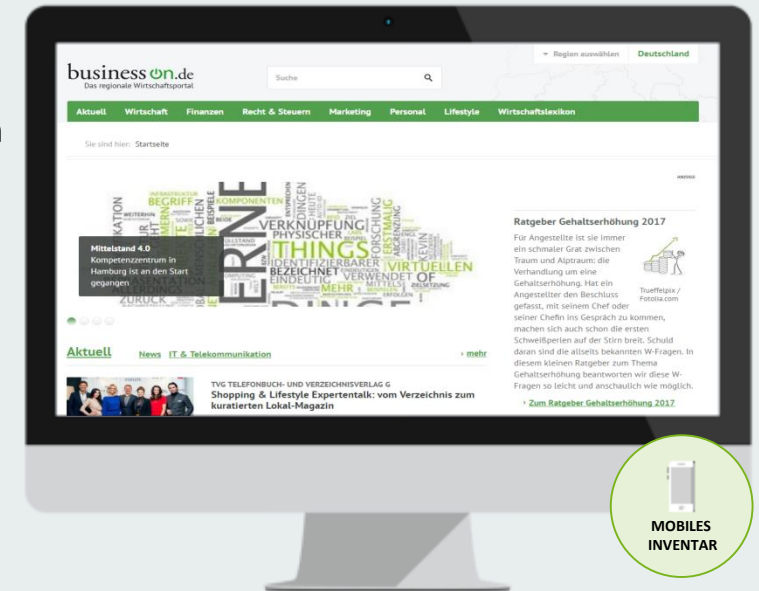 business on.de
Das regionale Wirtschaftsportal
Suche
Region auswählen
Deutschland
Aktuell Wirtschaft Finanzen Recht & Steuern Marketing Personal Lifestyle Wirtschaftslexikon
Sie sind hier: Startseite
ANZEIGE
BEGRIFF
KOMPONENTEN
WEITERHIN
VERKNÜPFUNG
PHYSISCHER
THINGS
IDENTIFIZIERBARER
BEZEICHNET
VIRTUELLEN
EINDEUTIG
VERWENDET OF
MEHR
ZIELSETZUNG
ERFOLGEN
ZURÜCK
DINGE
Mittelstand 4.0
Kompetenzzentrum in
Hamburg ist an den Start
gegangen
Aktuell News IT & Telekommunikation › mehr
TVG TELEFONBUCH- UND VERZEICHNISVERLAG G
Shopping & Lifestyle Expertentalk: vom Verzeichnis zum
kuratierten Lokal-Magazin
Ratgeber Gehaltserhöhung 2017
Für Angestellte ist sie immer
ein schmaler Grat zwischen
Traum und Alptraum: die
Verhandlung um eine
Gehaltserhöhung. Hat ein
Angestellter den Beschluss
gefasst, mit seinem Chef oder
seiner Chefin ins Gespräch zu kommen,
machen sich auch schon die ersten
Schweißperlen auf der Stirn breit. Schuld
daran sind die allseits bekannten W-Fragen. In
diesem kleinen Ratgeber zum Thema
Gehaltserhöhung beantworten wir diese W-
Fragen so leicht und anschaulich wie möglich.
Trueffelpix /
Fotolia.com
› Zum Ratgeber Gehaltserhöhung 2017
MOBILES
INVENTAR